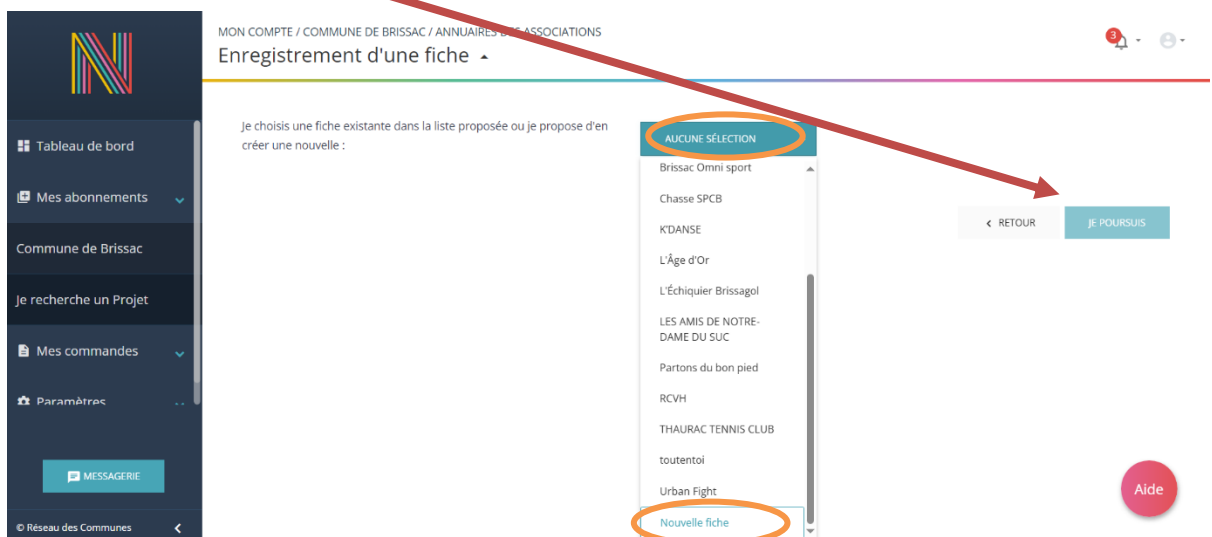 MON COMPTE / COMMUNE DE BRISSAC / ANNUAIRES DES ASSOCIATIONS
Enregistrement d'une fiche
3
Tableau de bord
Mes abonnements
Commune de Brissac
Je recherche un Projet
Mes commandes
Paramètres
MESSAGERIE
© Réseau des Communes
Je choisis une fiche existante dans la liste proposée ou je propose d'en
créer une nouvelle :
AUCUNE SÉLECTION
Brissac Omni sport
Chasse SPCB
K'DANSE
L'Âge d'Or
L'Échiquier Brissagol
LES AMIS DE NOTRE-
DAME DU SUC
Partons du bon pied
RCVH
THAURAC TENNIS CLUB
toutentoi
Urban Fight
Nouvelle fiche
RETOUR
JE POURSUIS
Aide